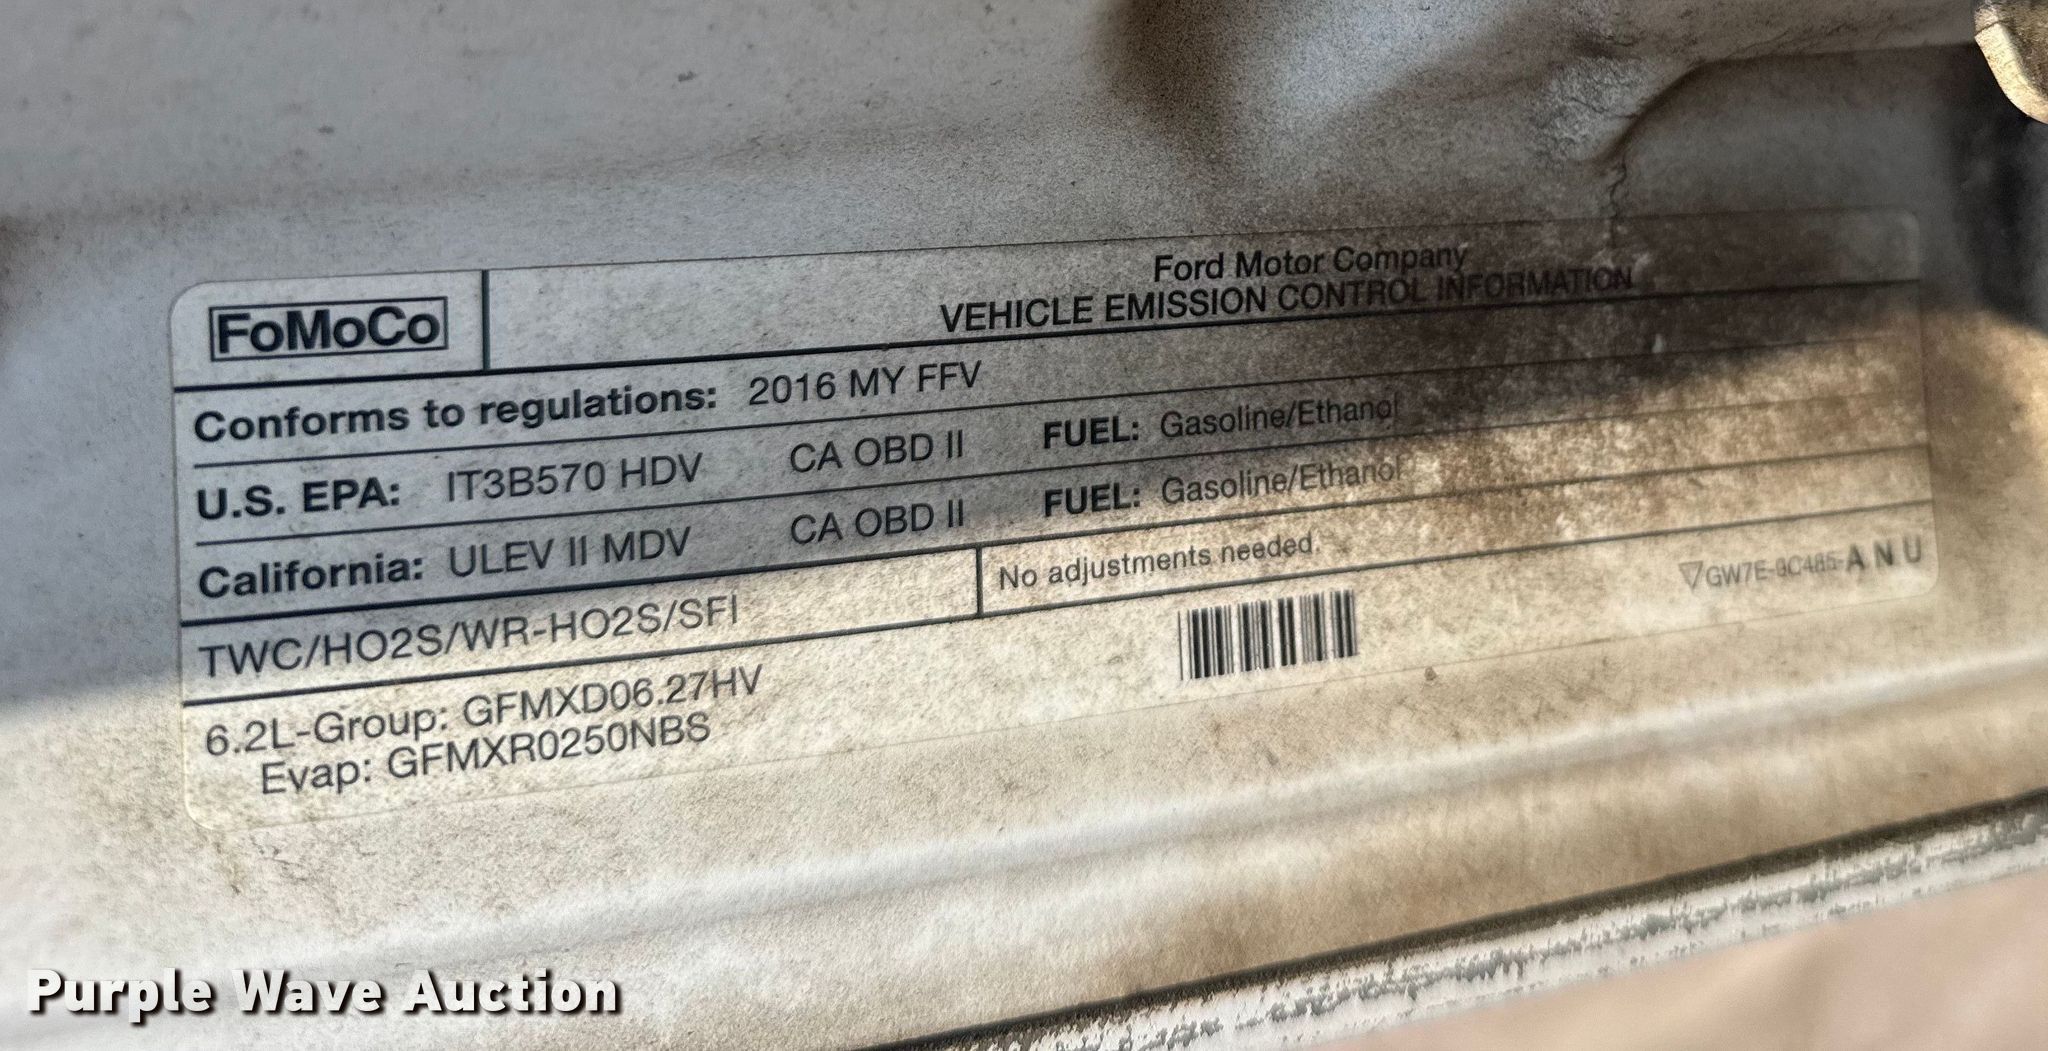 FoMoCo
Ford Motor Company
VEHICLE EMISSION CONTROL INFORMATION
Conforms to regulations: 2016 MY FFV
U.S. EPA: IT3B570 HDV CA OBD II FUEL: Gasoline/Ethanol
California: ULEV II MDV CA OBD II FUEL: Gasoline/Ethanol
TWC/HO2S/WR-HO2S/SFI
No adjustments needed.
6.2L-Group: GFMXD06.27HV
Evap: GFMXR0250NBS
GW7E-9C485-A N U
Purple Wave Auction